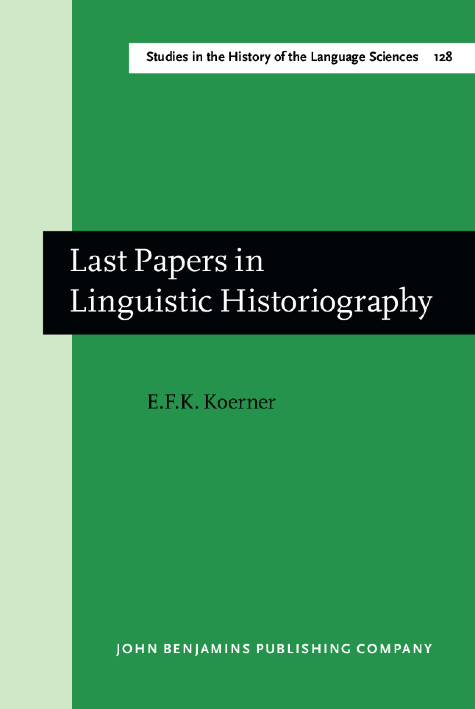 Studies in the History of the Language Sciences 128
Last Papers in
Linguistic Historiography
E.F.K. Koerner
JOHN BENJAMINS PUBLISHING COMPANY